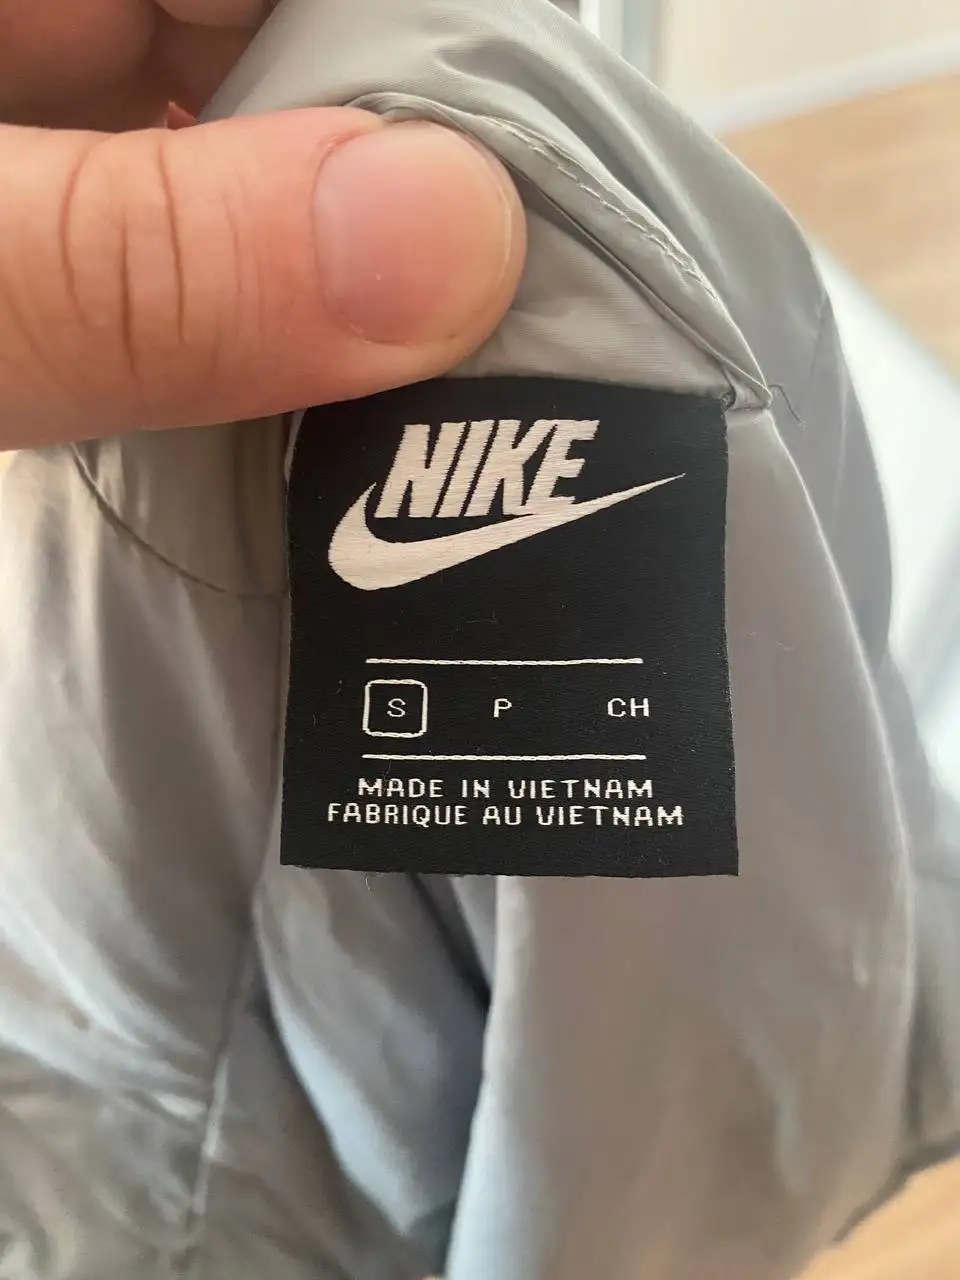 NIKE
S P CH
MADE IN VIETNAM
FABRIQUE AU VIETNAM